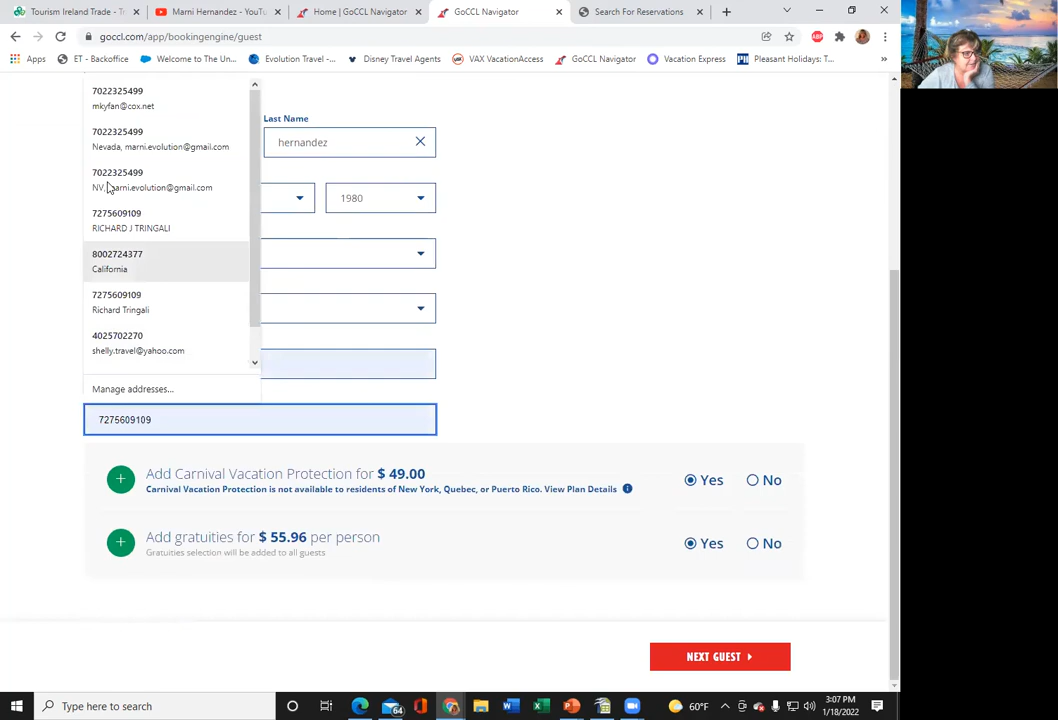 Tourism Ireland Trade - T
Marni Hernandez - YouT
Home | GoCCL Navigator
GoCCL Navigator
Search For Reservations
goccl.com/app/bookingengine/guest
Apps
ET - Backoffice
Welcome to The Un...
Evolution Travel -...
Disney Travel Agents
VAX VacationAccess
GoCCL Navigator
Vacation Express
Pleasant Holidays: T...
7022325499
mkyfan@cox.net
7022325499
Nevada, marni.evolution@gmail.com
7022325499
NV, marni.evolution@gmail.com
7275609109
RICHARD J TRINGALI
8002724377
California
7275609109
Richard Tringali
4025702270
shelly.travel@yahoo.com
Manage addresses...
Last Name
hernandez
1980
7275609109
Add Carnival Vacation Protection for $ 49.00
Carnival Vacation Protection is not available to residents of New York, Quebec, or Puerto Rico. View Plan Details
Yes No
Add gratuities for $ 55.96 per person
Gratuities selection will be added to all guests
Yes No
NEXT GUEST
Type here to search
64
60°F
3:07 PM
1/18/2022